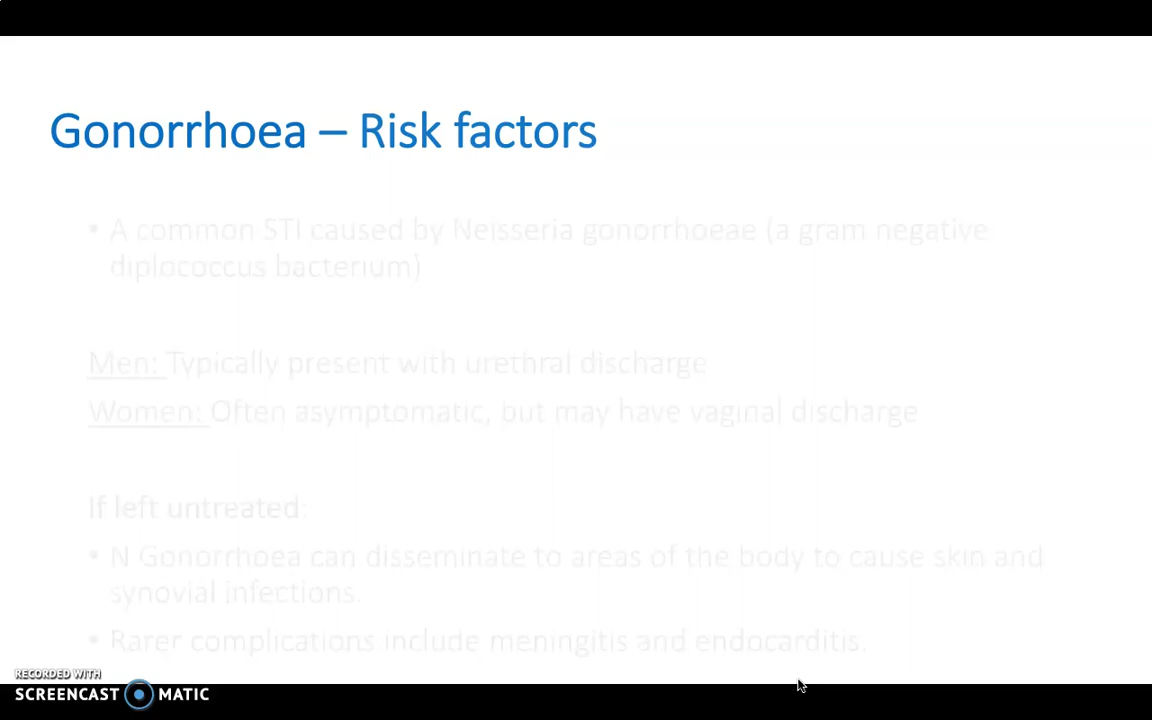 Gonorrhoea – Risk factors
• A common STI caused by Neisseria gonorrhoeae (a gram negative
diplococcus bacterium)
Men: Typically present with urethral discharge
Women: Often asymptomatic, but may have vaginal discharge
If left untreated:
• N Gonorrhoea can disseminate to areas of the body to cause skin and
synovial infections.
• Rarer complications include meningitis and endocarditis.
RECORDED WITH
SCREENCAST MATIC